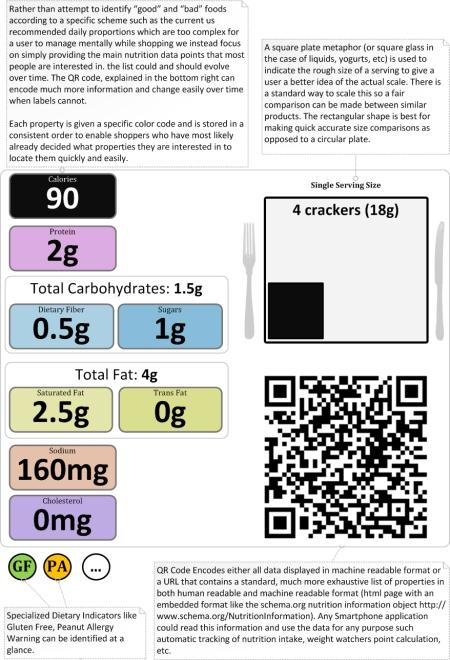 Rather than attempt to identify "good" and "bad" foods
according to a specific scheme such as the current us
recommended daily proportions which are too complex for
a user to manage mentally while shopping we instead focus
on simply providing the main nutrition data points that most
people are interested in. the list could and should evolve
over time. The QR code, explained in the bottom right can
encode much more information and change easily over time
when labels cannot.
Each property is given a specific color code and is stored in a
consistent order to enable shoppers who have most likely
already decided what properties they are interested in to
locate them quickly and easily.
A square plate metaphor (or square glass in
the case of liquids, yogurts, etc) is used to
indicate the rough size of a serving to give a
user a better idea of the actual scale. There is
a standard way to scale this so a fair
comparison can be made between similar
products. The rectangular shape is best for
making quick accurate size comparisons as
opposed to a circular plate.
Calories
90
Protein
2g
Total Carbohydrates: 1.5g
Dietary Fiber
0.5g
Sugars
1g
Total Fat: 4g
Saturated Fat
2.5g
Trans Fat
0g
Sodium
160mg
Cholesterol
0mg
Single Serving Size
4 crackers (18g)
GF
PA
...
Specialized Dietary Indicators like
Gluten Free, Peanut Allergy
Warning can be identified at a
glance.
QR Code Encodes either all data displayed in machine readable format or
a URL that contains a standard, much more exhaustive list of properties in
both human readable and machine readable format (html page with an
embedded format like the schema.org nutrition information object http://
www.schema.org/NutritionInformation). Any Smartphone application
could read this information and use the data for any purpose such
automatic tracking of nutrition intake, weight watchers point calculation,
etc.